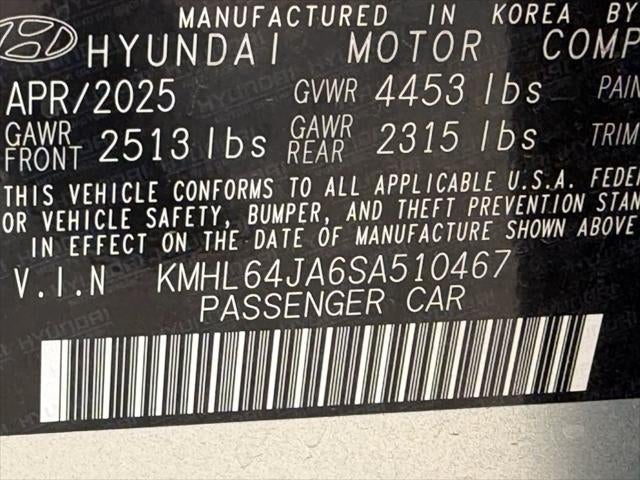 MANUFACTURED IN KOREA BY
HYUNDAI MOTOR COMP
APR/2025 GVWR 4453 lbs PAIN
GAWR FRONT 2513 lbs GAWR REAR 2315 lbs TRIM
THIS VEHICLE CONFORMS TO ALL APPLICABLE U.S.A. FEDER
OR VEHICLE SAFETY, BUMPER, AND THEFT PREVENTION STAN
IN EFFECT ON THE DATE OF MANUFACTURE SHOWN ABOVE
V.I.N KMHL64JA6SA510467
PASSENGER CAR